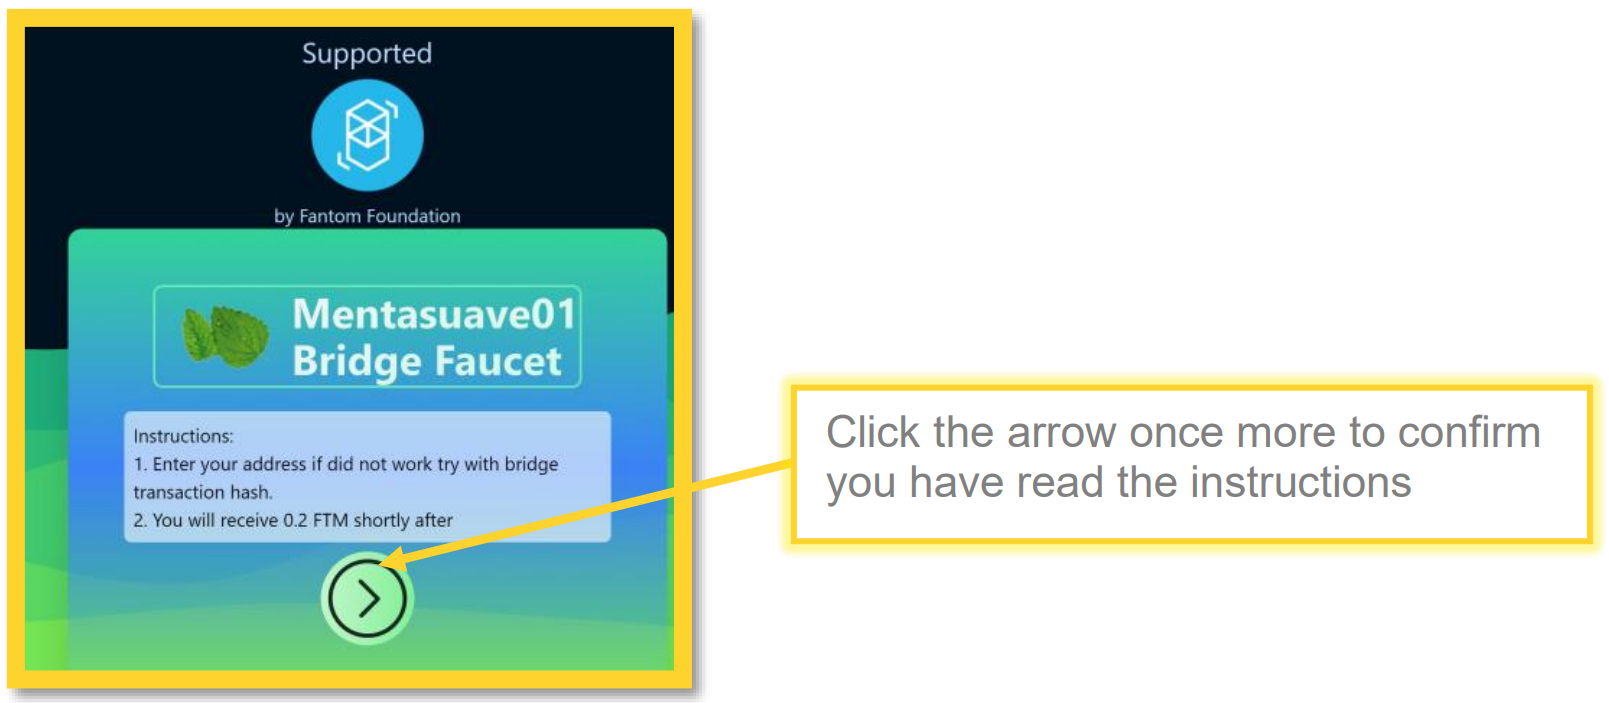 Supported
by Fantom Foundation
Mentasuave01
Bridge Faucet
Instructions:
1. Enter your address if did not work try with bridge
transaction hash.
2. You will receive 0.2 FTM shortly after
Click the arrow once more to confirm
you have read the instructions